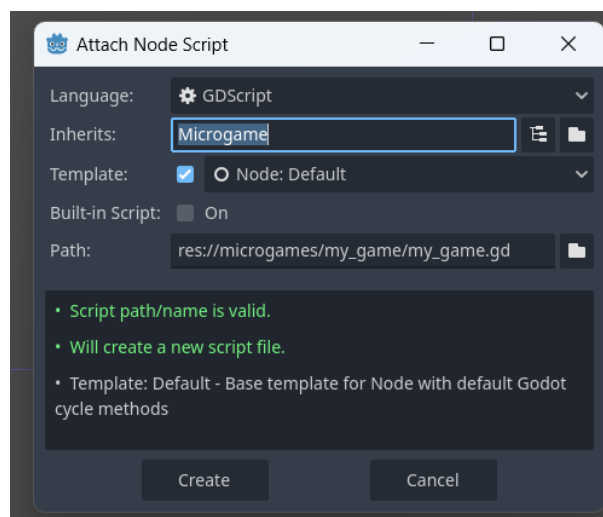 Attach Node Script
Language: GDScript
Inherits: Microgame
Template: Node: Default
Built-in Script: On
Path: res://microgames/my_game/my_game.gd
• Script path/name is valid.
• Will create a new script file.
• Template: Default - Base template for Node with default Godot
cycle methods
Create Cancel